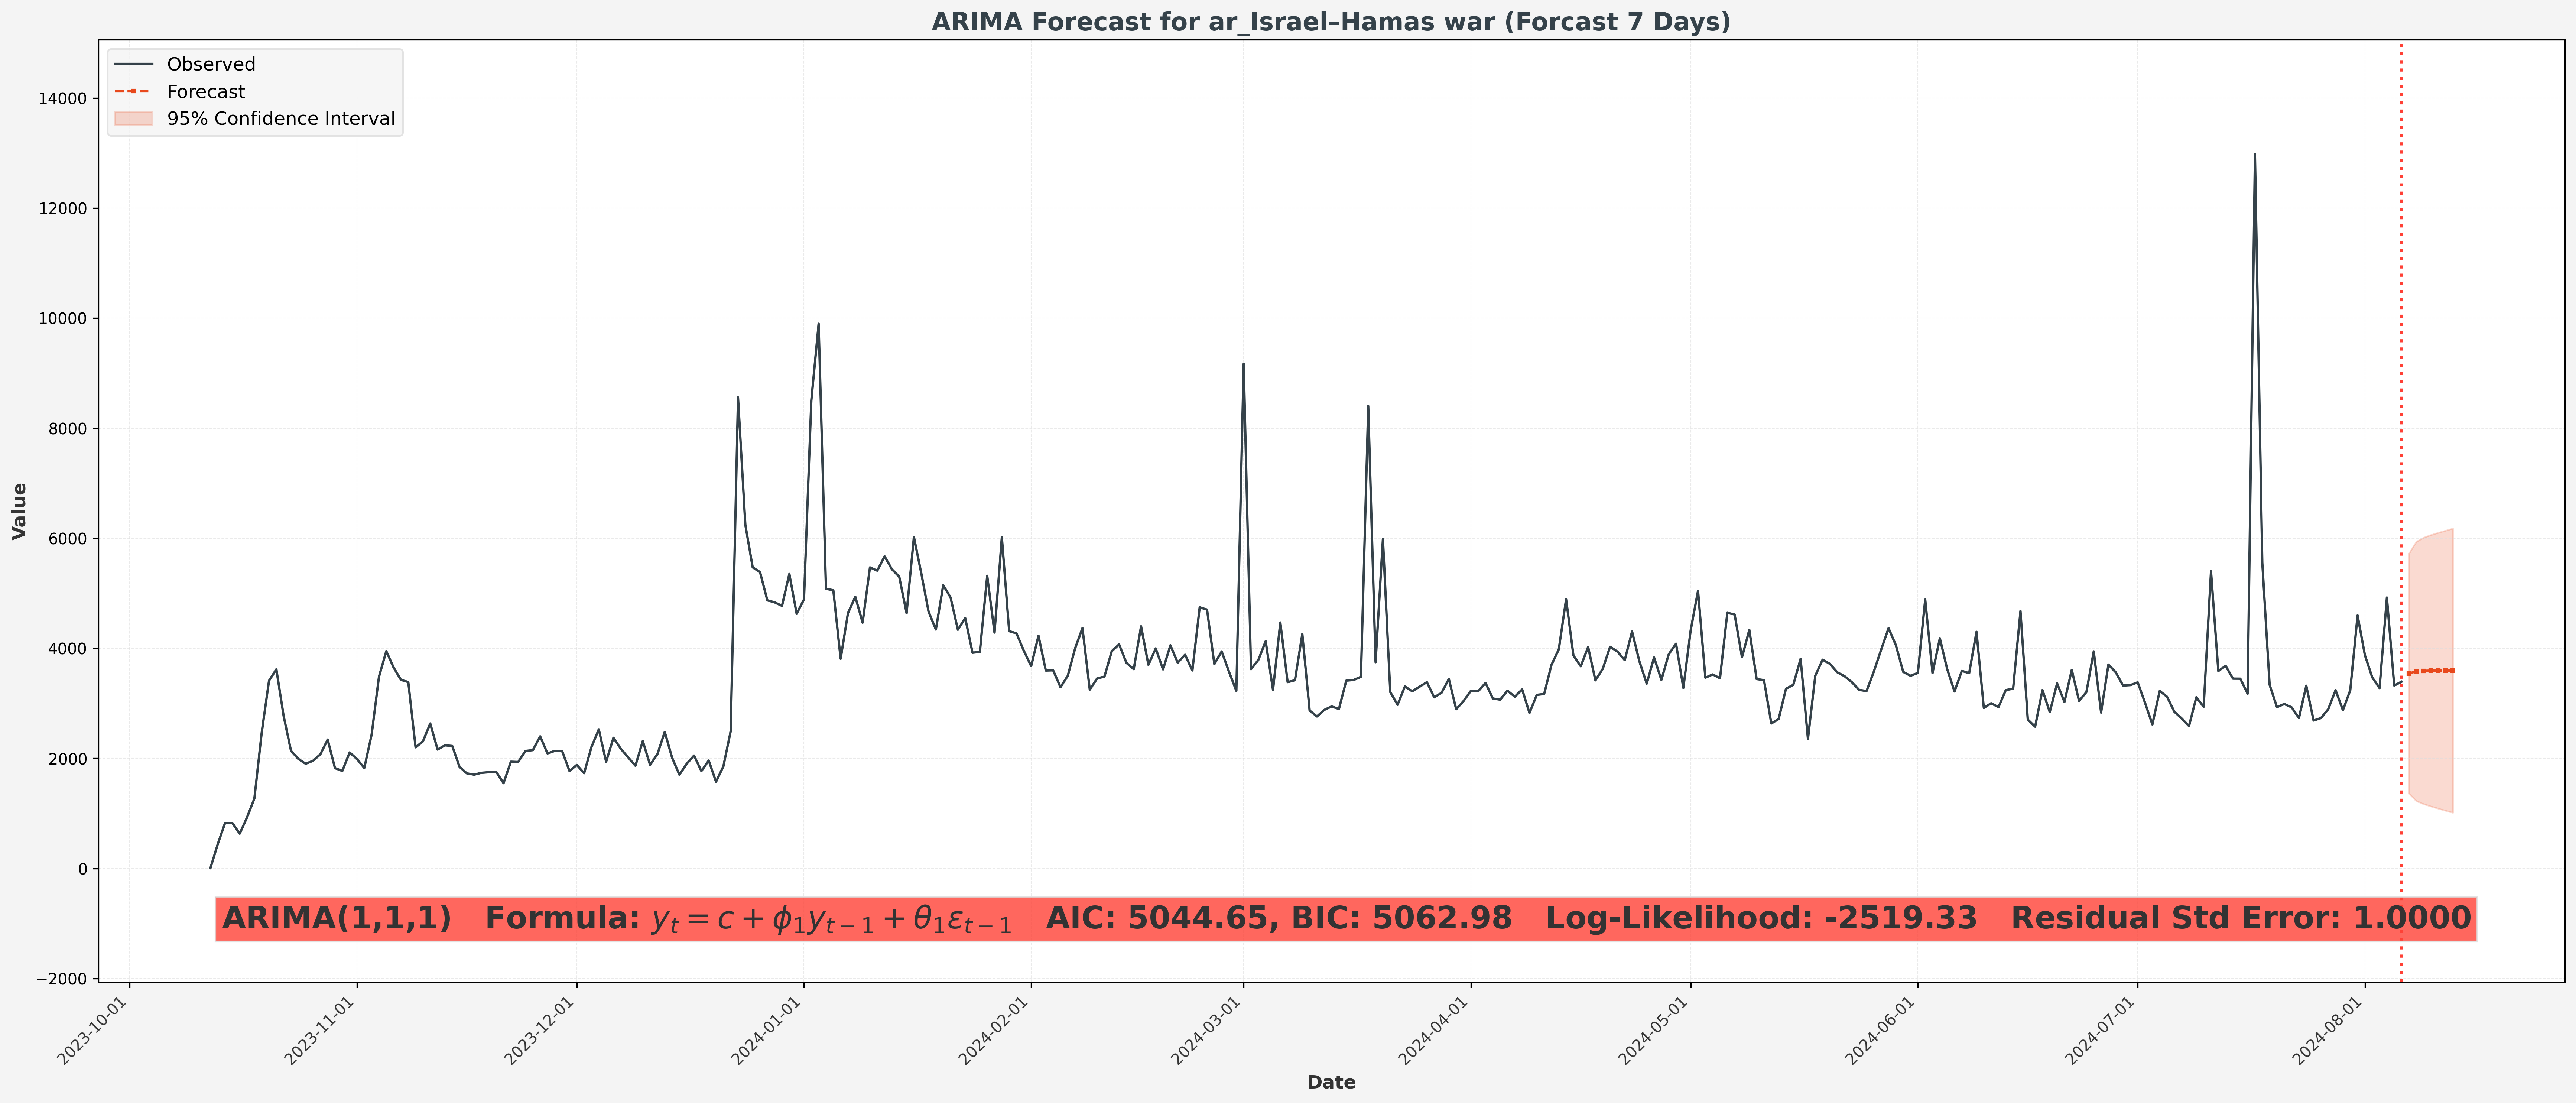 ARIMA Forecast for ar_Israel–Hamas war (Forcast 7 Days)
Observed
Forecast
95% Confidence Interval
Value
14000
12000
10000
8000
6000
4000
2000
0
−2000
ARIMA(1,1,1) Formula: $y_t = c + \phi_1 y_{t-1} + \theta_1 \varepsilon_{t-1}$ AIC: 5044.65, BIC: 5062.98 Log-Likelihood: -2519.33 Residual Std Error: 1.0000
2023-10-01
2023-11-01
2023-12-01
2024-01-01
2024-02-01
2024-03-01
2024-04-01
2024-05-01
2024-06-01
2024-07-01
2024-08-01
Date